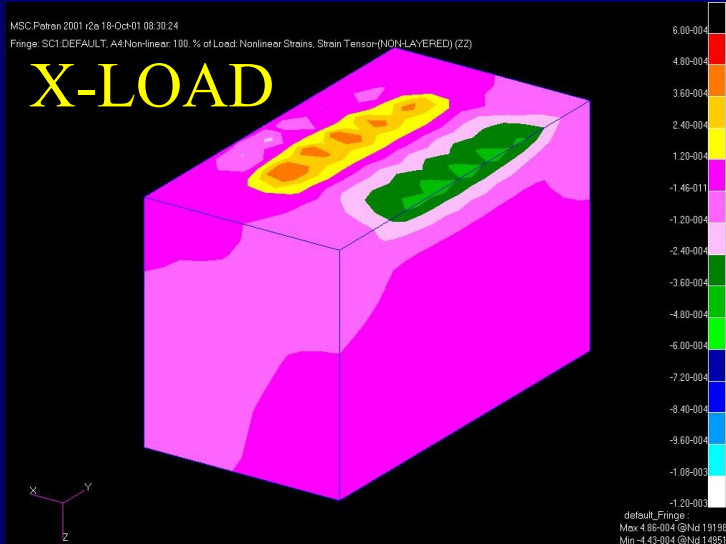 MSC.Patran 2001 r2a 18-Oct-01 08:30:24
Fringe: SC1:DEFAULT, A4:Non-linear: 100. % of Load: Nonlinear Strains, Strain Tensor-(NON-LAYERED) (ZZ)
X-LOAD
6.00-004
4.80-004
3.60-004
2.40-004
1.20-004
-1.46-011
-1.20-004
-2.40-004
-3.60-004
-4.80-004
-6.00-004
-7.20-004
-8.40-004
-9.60-004
-1.08-003
-1.20-003
X
Y
Z
default_Fringe :
Max 4.86-004 @Nd 19198
Min -4.43-004 @Nd 14951